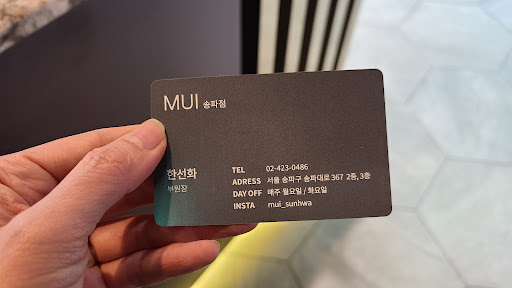 MUI 송파점
한선화
부원장
TEL 02-423-0486
ADRESS 서울 송파구 송파대로 367 2층, 3층
DAY OFF 매주 월요일 / 화요일
INSTA mui_sunhwa